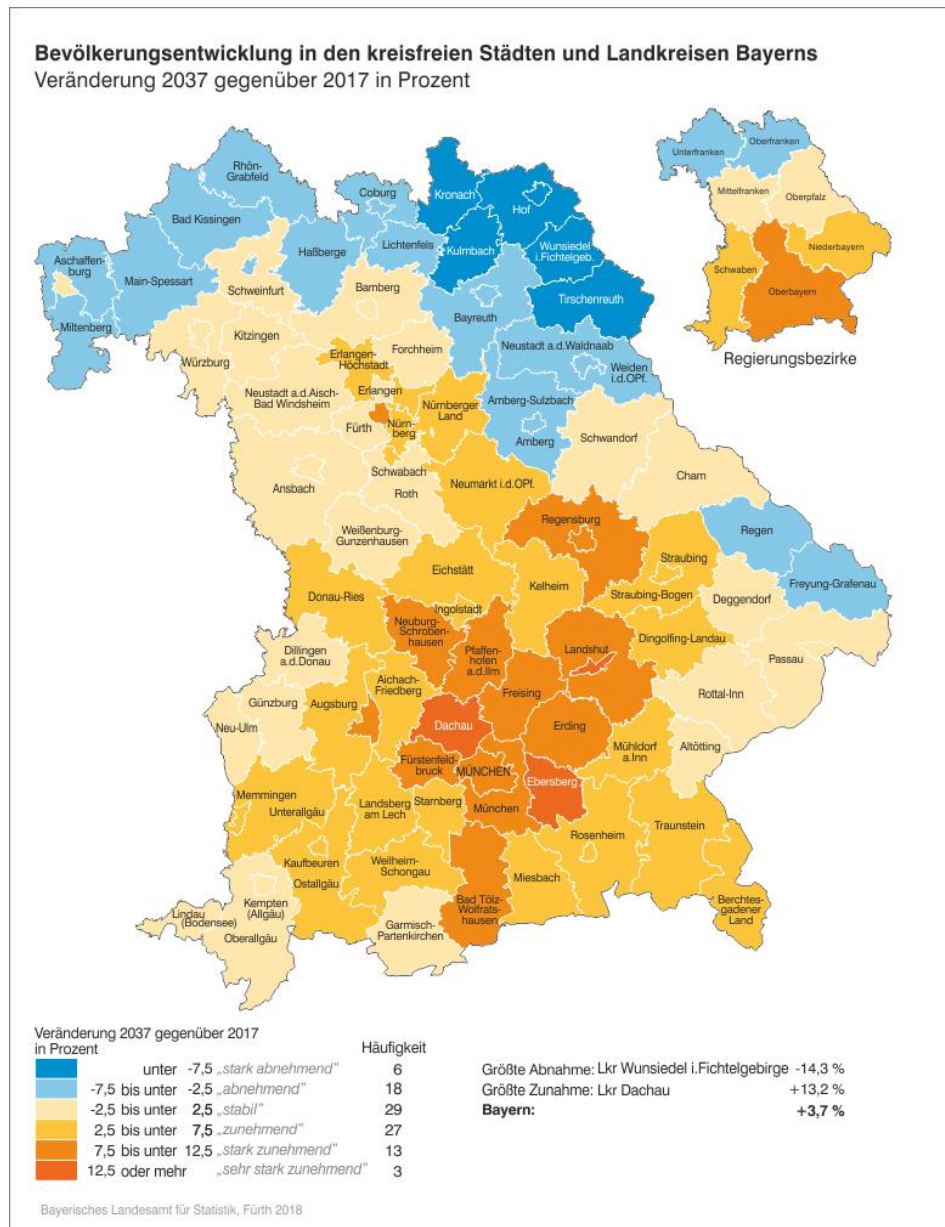 Bevölkerungsentwicklung in den kreisfreien Städten und Landkreisen Bayerns
Veränderung 2037 gegenüber 2017 in Prozent
Rhön-
Grabfeld
Bad Kissingen
Coburg
Kronach
Hof
Kulmbach
Wunsiedel
i.Fichtelgeb.
Lichtenfels
Haßberge
Aschaffen-
burg
Main-Spessart
Schweinfurt
Bamberg
Tirschenreuth
Bayreuth
Miltenberg
Kitzingen
Würzburg
Forchheim
Neustadt a.d.Waldnaab
Weiden
i.d.OPf.
Erlangen-
Höchstadt
Erlangen
Neustadt a.d.Aisch-
Bad Windsheim
Fürth
Nürn-
berg
Nürnberger
Land
Amberg-Sulzbach
Amberg
Schwandorf
Cham
Ansbach
Schwabach
Roth
Neumarkt i.d.OPf.
Weißenburg-
Gunzenhausen
Regensburg
Regen
Freyung-Grafenau
Straubing
Straubing-Bogen
Deggendorf
Eichstätt
Kelheim
Donau-Ries
Ingolstadt
Neuburg-
Schroben-
hausen
Pfaffen-
hofen
a.d.Ilm
Landshut
Dingolfing-Landau
Passau
Dillingen
a.d.Donau
Aichach-
Friedberg
Augsburg
Günzburg
Neu-Ulm
Freising
Rottal-Inn
Dachau
Erding
Mühldorf
a.Inn
Altötting
Fürstenfeld-
bruck
MÜNCHEN
Ebersberg
München
Memmingen
Unterallgäu
Landsberg
am Lech
Starnberg
Rosenheim
Traunstein
Kaufbeuren
Ostallgäu
Weilheim-
Schongau
Miesbach
Bad Tölz-
Wolfrats-
hausen
Berchtes-
gadener
Land
Kempten
(Allgäu)
Lindau
(Bodensee)
Oberallgäu
Garmisch-
Partenkirchen
Unterfranken
Oberfranken
Mittelfranken
Oberpfalz
Niederbayern
Schwaben
Oberbayern
Regierungsbezirke
Veränderung 2037 gegenüber 2017
in Prozent Häufigkeit
unter -7,5 „stark abnehmend” 6
-7,5 bis unter -2,5 „abnehmend” 18
-2,5 bis unter 2,5 „stabil” 29
2,5 bis unter 7,5 „zunehmend” 27
7,5 bis unter 12,5 „stark zunehmend” 13
12,5 oder mehr „sehr stark zunehmend” 3
Größte Abnahme: Lkr Wunsiedel i.Fichtelgebirge -14,3 %
Größte Zunahme: Lkr Dachau +13,2 %
Bayern: +3,7 %
Bayerisches Landesamt für Statistik, Fürth 2018